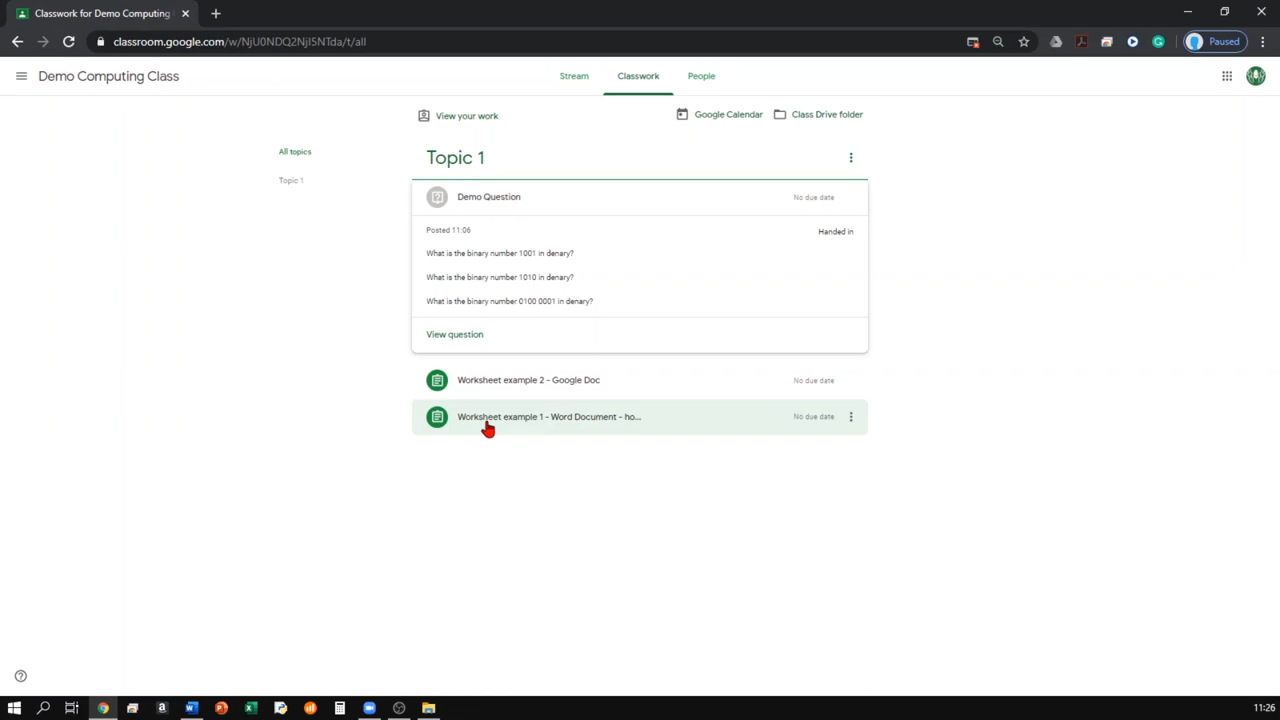 Classroom for Demo Computing
classroom.google.com/w/NjU0NDQ2NjI5NTda/t/all
Paused
Demo Computing Class
Stream
Classwork
People
View your work
Google Calendar
Class Drive folder
All topics
Topic 1
Topic 1
Demo Question
No due date
Posted 11:06
Handed in
What is the binary number 1001 in denary?
What is the binary number 1010 in denary?
What is the binary number 0100 0001 in denary?
View question
Worksheet example 2 - Google Doc
No due date
Worksheet example 1 - Word Document - ho...
No due date
11:26